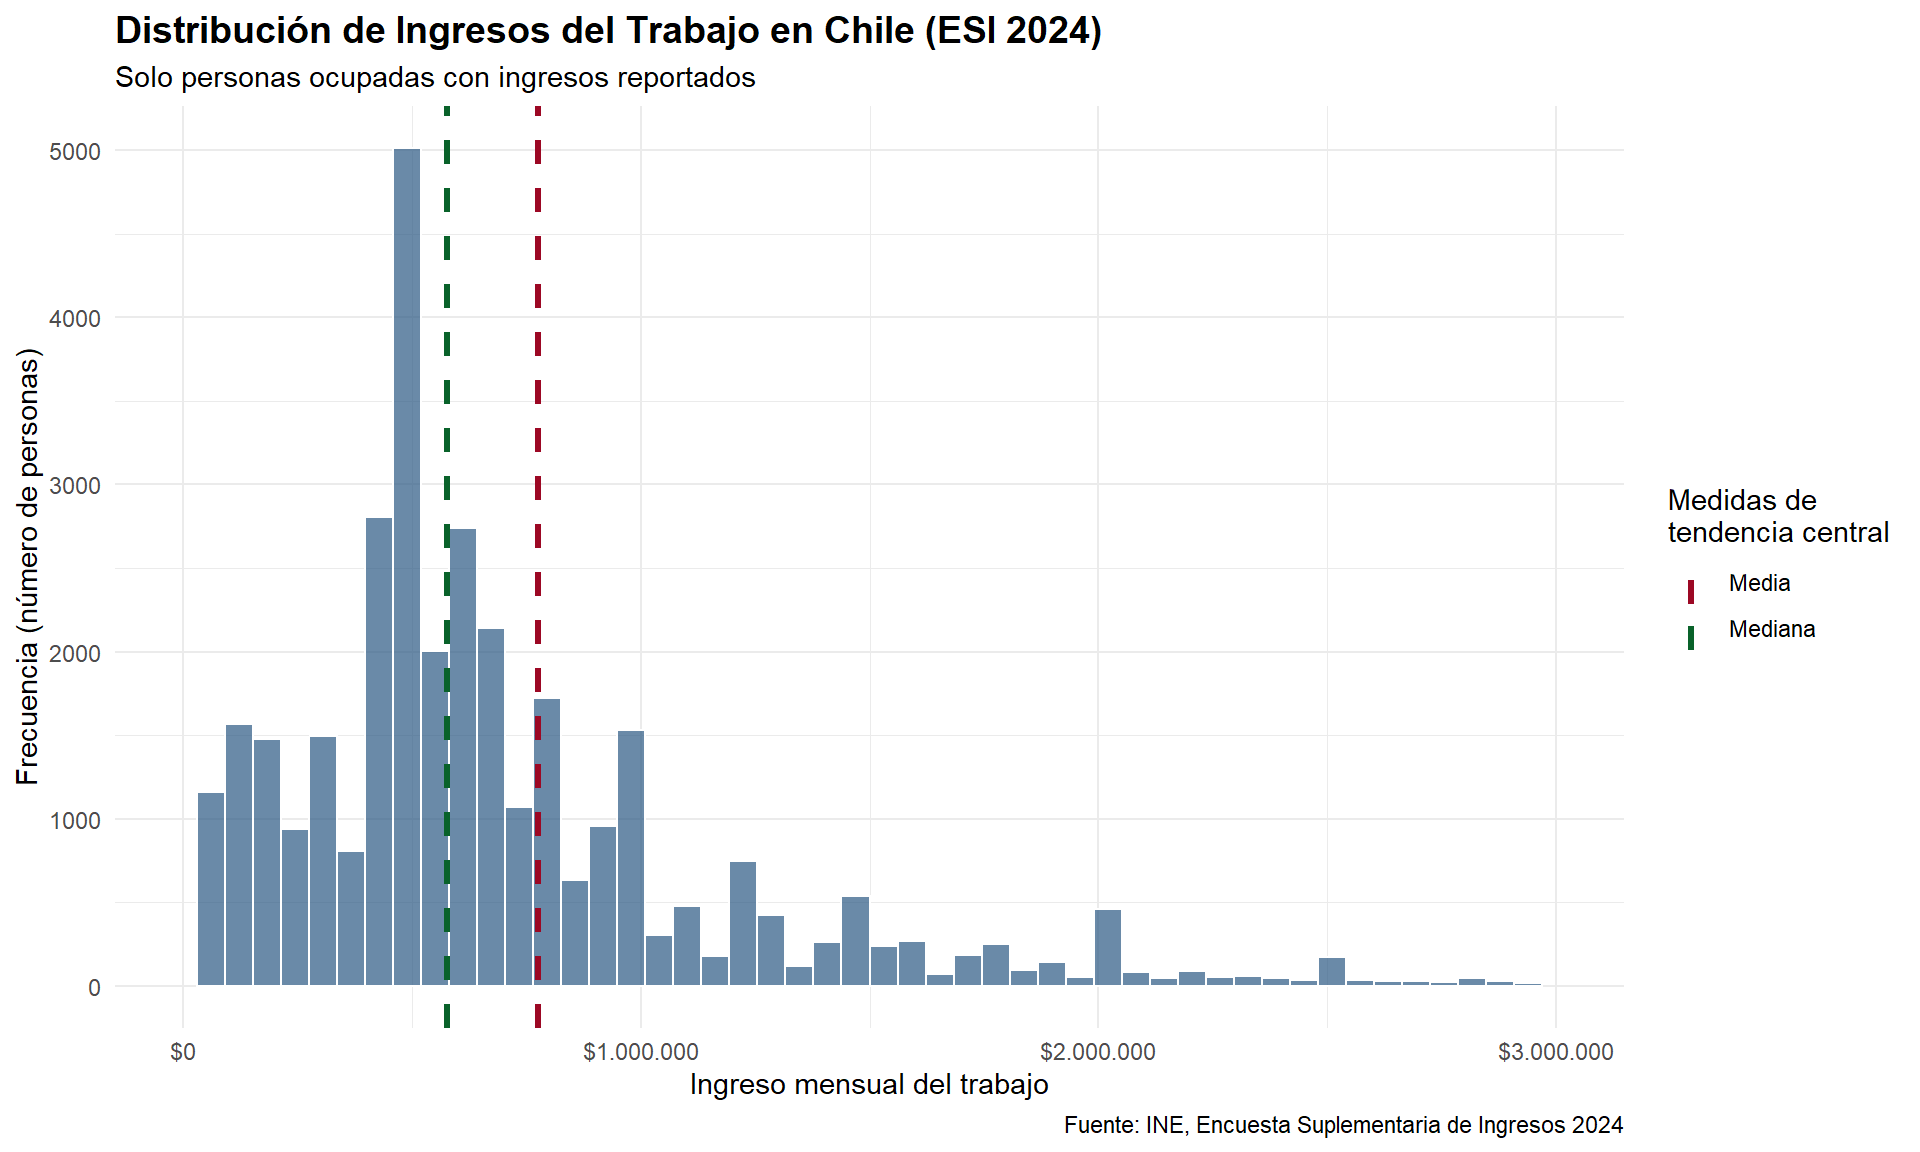 Distribución de Ingresos del Trabajo en Chile (ESI 2024)
Solo personas ocupadas con ingresos reportados
Frecuencia (número de personas)
5000
4000
3000
2000
1000
0
$0
$1.000.000
$2.000.000
$3.000.000
Ingreso mensual del trabajo
Medidas de
tendencia central
Media
Mediana
Fuente: INE, Encuesta Suplementaria de Ingresos 2024